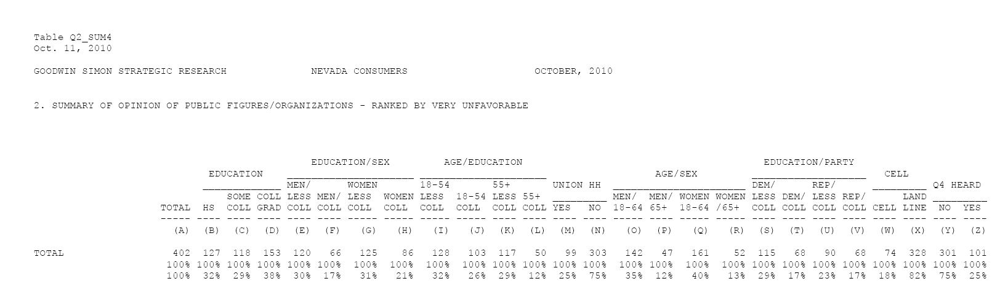 Table Q2_SUM4
Oct. 11, 2010
GOODWIN SIMON STRATEGIC RESEARCH NEVADA CONSUMERS OCTOBER, 2010
2. SUMMARY OF OPINION OF PUBLIC FIGURES/ORGANIZATIONS - RANKED BY VERY UNFAVORABLE
EDUCATION/SEX AGE/EDUCATION EDUCATION/PARTY
EDUCATION AGE/SEX CELL
MEN/ WOMEN 18-54 55+ UNION HH DEM/ REP/ Q4 HEARD
SOME COLL LESS MEN/ LESS WOMEN LESS 18-54 LESS 55+ MEN/ MEN/ WOMEN WOMEN LESS DEM/ LESS REP/ LAND
TOTAL HS COLL GRAD COLL COLL COLL COLL COLL COLL COLL COLL YES NO 18-64 65+ 18-64 /65+ COLL COLL COLL COLL CELL LINE NO YES
----- ---- ---- ---- ---- ---- ----- ----- ----- ----- ---- ---- ---- ---- ----- ---- ----- ----- ---- ---- ---- ---- ---- ---- ---- ----
(A) (B) (C) (D) (E) (F) (G) (H) (I) (J) (K) (L) (M) (N) (O) (P) (Q) (R) (S) (T) (U) (V) (W) (X) (Y) (Z)
TOTAL 402 127 118 153 120 66 125 86 128 103 117 50 99 303 142 47 161 52 115 68 90 68 74 328 301 101
100% 100% 100% 100% 100% 100% 100% 100% 100% 100% 100% 100% 100% 100% 100% 100% 100% 100% 100% 100% 100% 100% 100% 100% 100% 100%
100% 32% 29% 38% 30% 17% 31% 21% 32% 26% 29% 12% 25% 75% 35% 12% 40% 13% 29% 17% 23% 17% 18% 82% 75% 25%